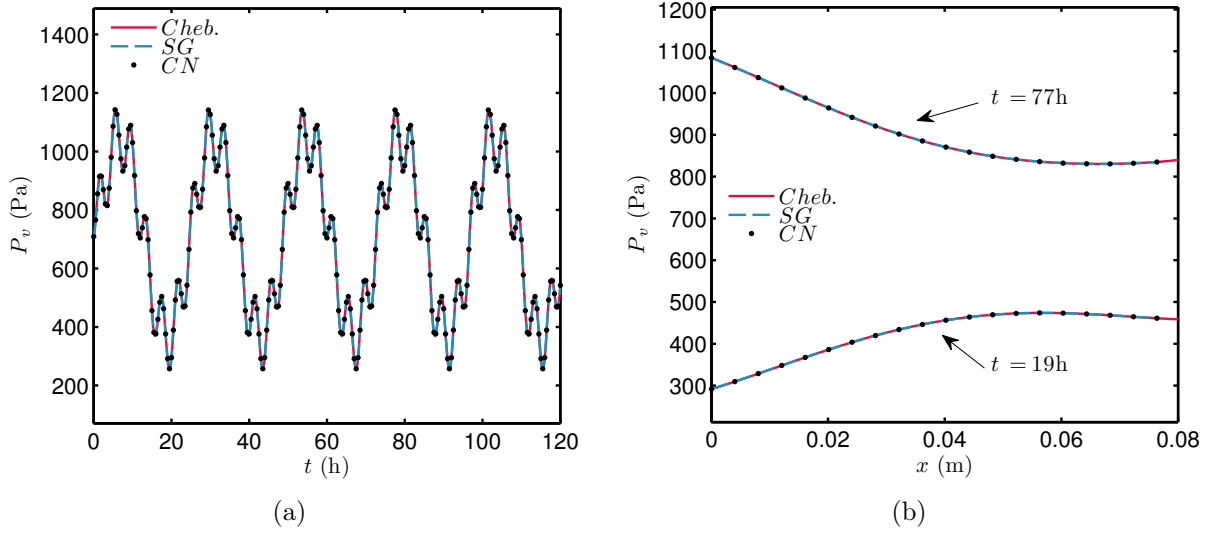 Cheb.
SG
CN
1400
1200
1000
800
600
400
200
P_v (Pa)
0 20 40 60 80 100 120
t (h)
(a)
1200
1100
1000
900
800
700
600
500
400
300
P_v (Pa)
t = 77h
Cheb.
SG
CN
t = 19h
0 0.02 0.04 0.06 0.08
x (m)
(b)